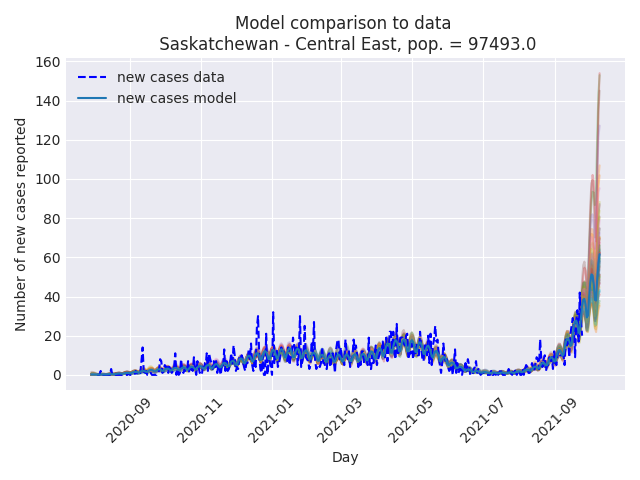 Model comparison to data
Saskatchewan - Central East, pop. = 97493.0
new cases data
new cases model
Number of new cases reported
160
140
120
100
80
60
40
20
0
2020-09
2020-11
2021-01
2021-03
2021-05
2021-07
2021-09
Day